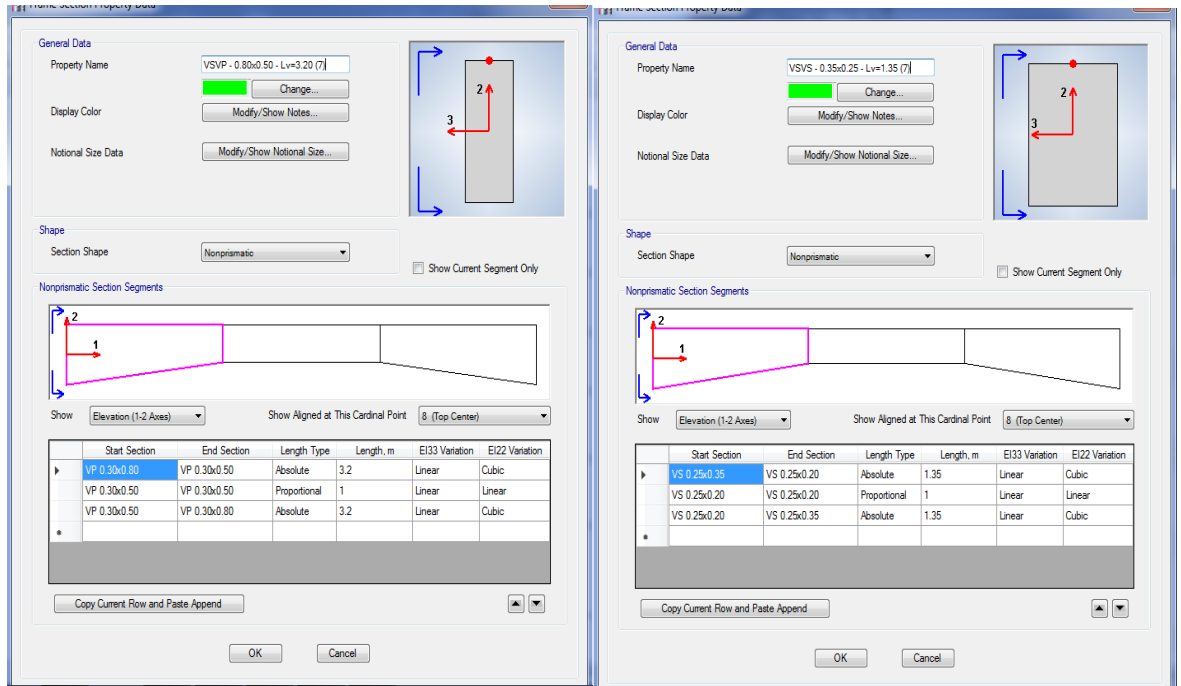 Frame Section Property Data
General Data
Property Name VSVP - 0.80x0.50 - Lv=3.20 (7)
Change...
Display Color Modify/Show Notes...
Notional Size Data Modify/Show Notional Size...
2
3
Shape
Section Shape Nonprismatic
Show Current Segment Only
Nonprismatic Section Segments
2
1
Show Elevation (1-2 Axes) Show Aligned at This Cardinal Point 8 (Top Center)
Start Section End Section Length Type Length, m EI33 Variation EI22 Variation
VP 0.30x0.80 VP 0.30x0.50 Absolute 3.2 Linear Cubic
VP 0.30x0.50 VP 0.30x0.50 Proportional 1 Linear Linear
VP 0.30x0.50 VP 0.30x0.80 Absolute 3.2 Linear Cubic
*
Copy Current Row and Paste Append
OK Cancel
Frame Section Property Data
General Data
Property Name VSVS - 0.35x0.25 - Lv=1.35 (7)
Change...
Display Color Modify/Show Notes...
Notional Size Data Modify/Show Notional Size...
2
3
Shape
Section Shape Nonprismatic
Show Current Segment Only
Nonprismatic Section Segments
2
1
Show Elevation (1-2 Axes) Show Aligned at This Cardinal Point 8 (Top Center)
Start Section End Section Length Type Length, m EI33 Variation EI22 Variation
VS 0.25x0.35 VS 0.25x0.20 Absolute 1.35 Linear Cubic
VS 0.25x0.20 VS 0.25x0.20 Proportional 1 Linear Linear
VS 0.25x0.20 VS 0.25x0.35 Absolute 1.35 Linear Cubic
*
Copy Current Row and Paste Append
OK Cancel